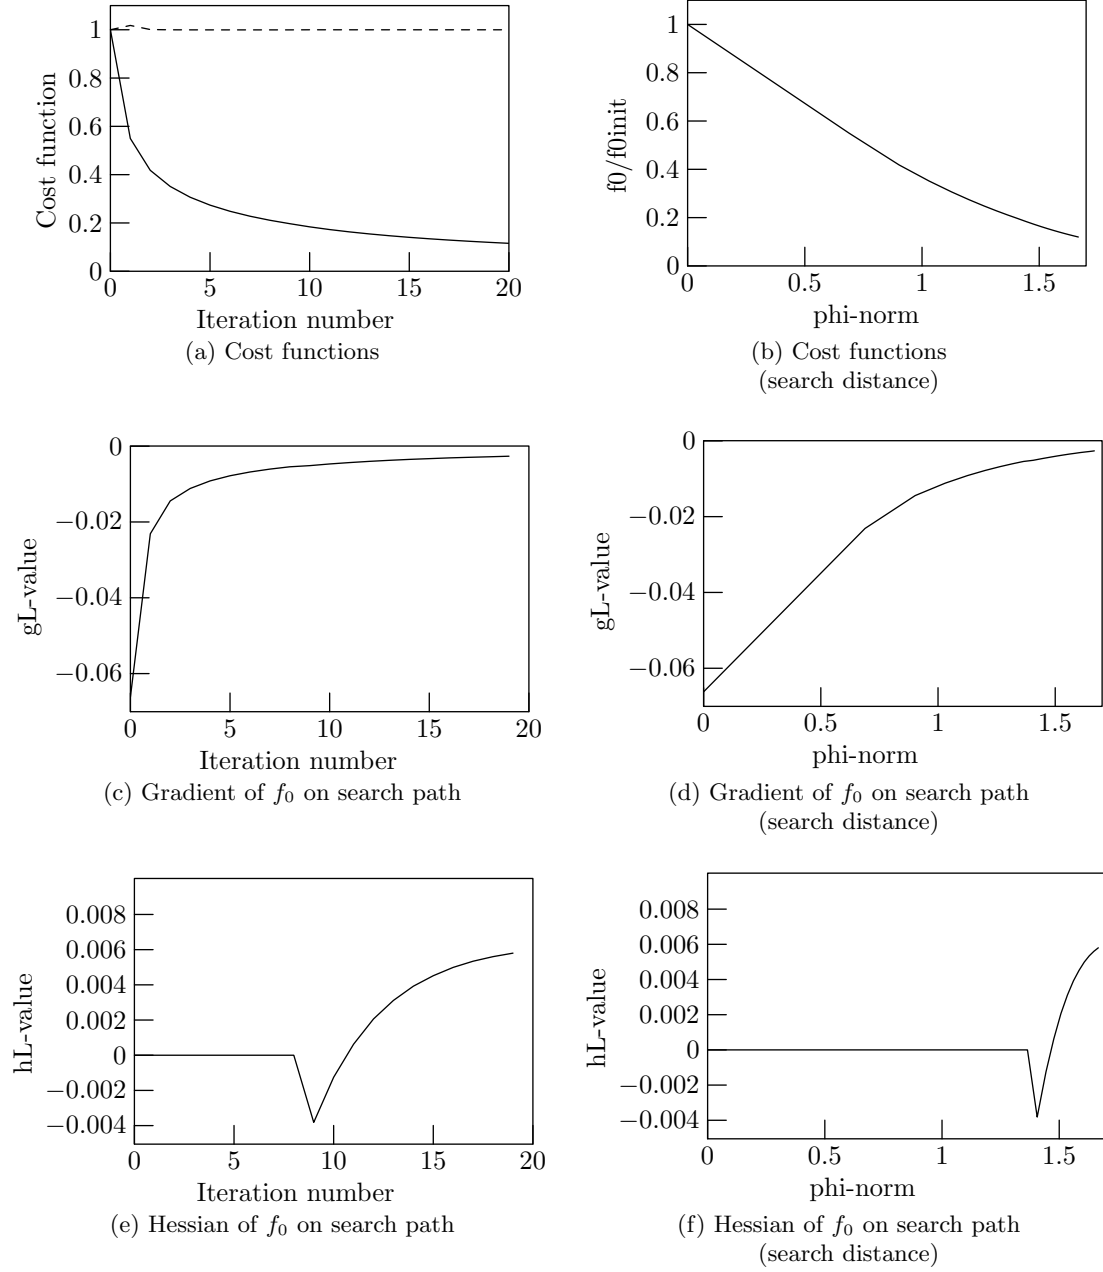 1
0.8
0.6
0.4
0.2
0
Cost function
0 5 10 15 20
Iteration number
(a) Cost functions
1
0.8
0.6
0.4
0.2
0
f0/f0init
0 0.5 1 1.5
phi-norm
(b) Cost functions
(search distance)
0
−0.02
−0.04
−0.06
gL-value
0 5 10 15 20
Iteration number
(c) Gradient of f₀ on search path
0
−0.02
−0.04
−0.06
gL-value
0 0.5 1 1.5
phi-norm
(d) Gradient of f₀ on search path
(search distance)
0.008
0.006
0.004
0.002
0
−0.002
−0.004
hL-value
0 5 10 15 20
Iteration number
(e) Hessian of f₀ on search path
0.008
0.006
0.004
0.002
0
−0.002
−0.004
hL-value
0 0.5 1 1.5
phi-norm
(f) Hessian of f₀ on search path
(search distance)